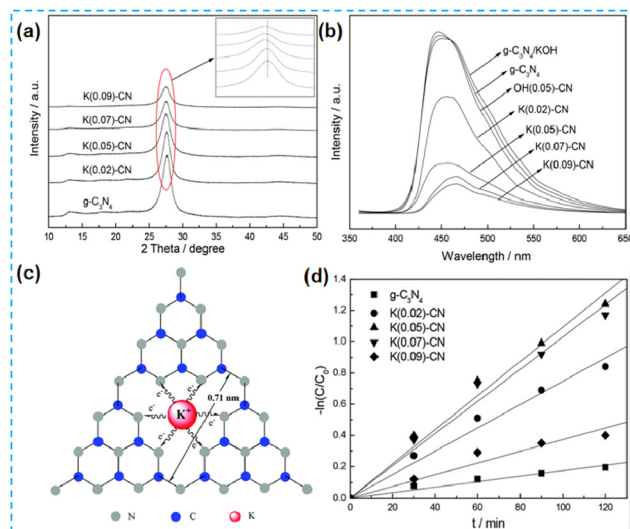 (a)
K(0.09)-CN
K(0.07)-CN
K(0.05)-CN
K(0.02)-CN
g-C₃N₄
Intensity / a.u.
10 20 30 40 50
2 Theta / degree
(b)
g-C₃N₄/KOH
g-C₃N₄
OH(0.05)-CN
K(0.02)-CN
K(0.05)-CN
K(0.07)-CN
K(0.09)-CN
Intensity / a.u.
350 400 450 500 550 600 650
Wavelength / nm
(c)
0.71 nm
K⁺
e⁻
e⁻
e⁻
e⁻
e⁻
e⁻
N C K
(d)
g-C₃N₄
K(0.02)-CN
K(0.05)-CN
K(0.07)-CN
K(0.09)-CN
-ln(C/C₀)
1.4
1.2
1.0
0.8
0.6
0.4
0.2
0.0
0 20 40 60 80 100 120
t / min